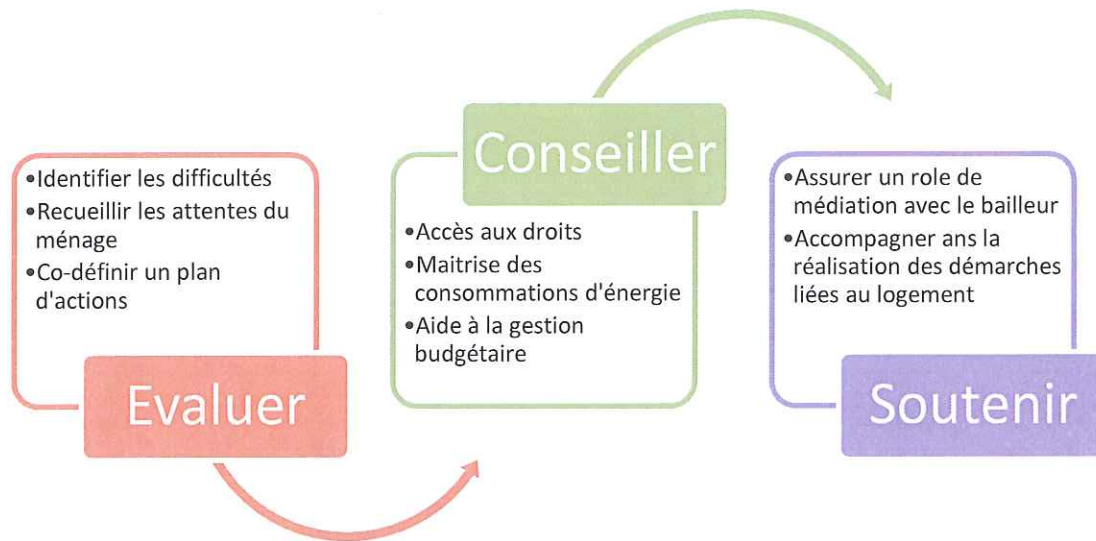 •Identifier les difficultés
•Recueillir les attentes du
ménage
•Co-définir un plan
d'actions
Evaluer
Conseiller
•Accès aux droits
•Maitrise des
consommations d'énergie
•Aide à la gestion
budgétaire
•Assurer un role de
médiation avec le bailleur
•Accompagner ans la
réalisation des démarches
liées au logement
Soutenir